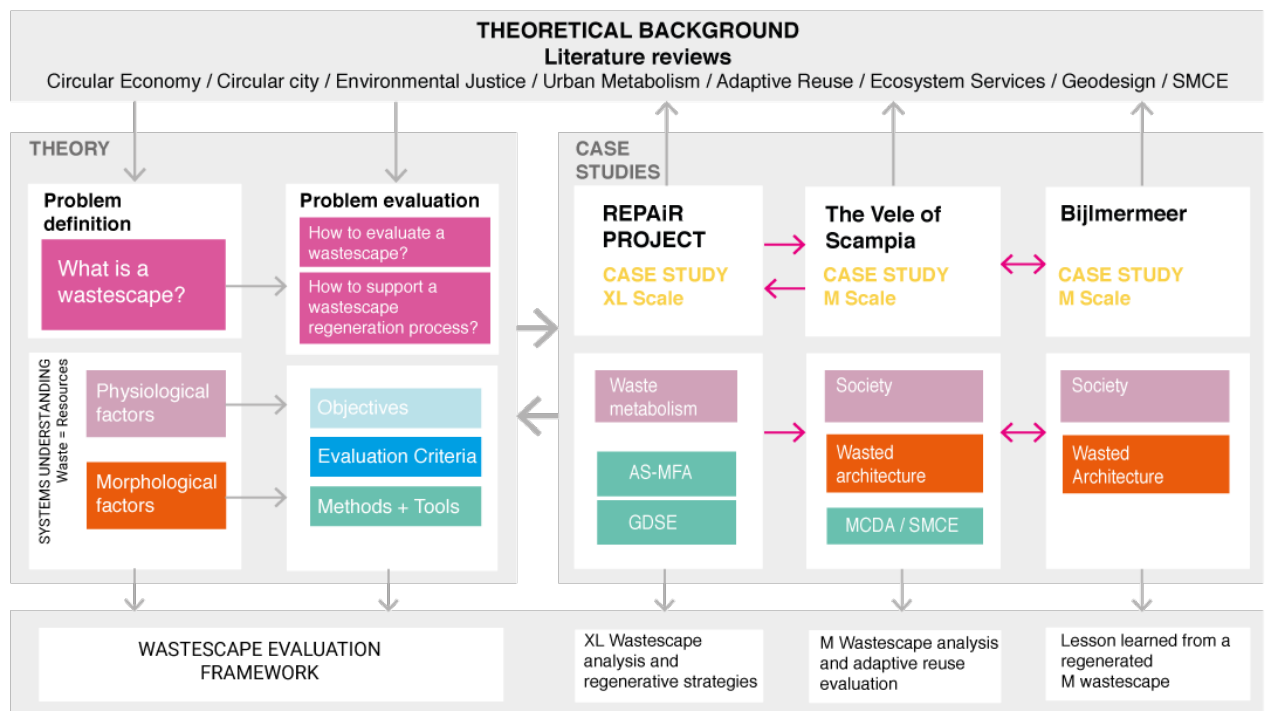 THEORETICAL BACKGROUND
Literature reviews
Circular Economy / Circular city / Environmental Justice / Urban Metabolism / Adaptive Reuse / Ecosystem Services / Geodesign / SMCE
THEORY
Problem
definition
What is a
wastescape?
Problem evaluation
How to evaluate a
wastescape?
How to support a
wastescape
regeneration process?
SYSTEMS UNDERSTANDING
Waste = Resources
Physiological
factors
Morphological
factors
Objectives
Evaluation Criteria
Methods + Tools
CASE
STUDIES
REPAiR
PROJECT
CASE STUDY
XL Scale
The Vele of
Scampia
CASE STUDY
M Scale
Bijlmermeer
CASE STUDY
M Scale
Waste
metabolism
AS-MFA
GDSE
Society
Wasted
architecture
MCDA / SMCE
Society
Wasted
Architecture
WASTESCAPE EVALUATION
FRAMEWORK
XL Wastescape
analysis and
regenerative strategies
M Wastescape analysis
and adaptive reuse
evaluation
Lesson learned from a
regenerated
M wastescape